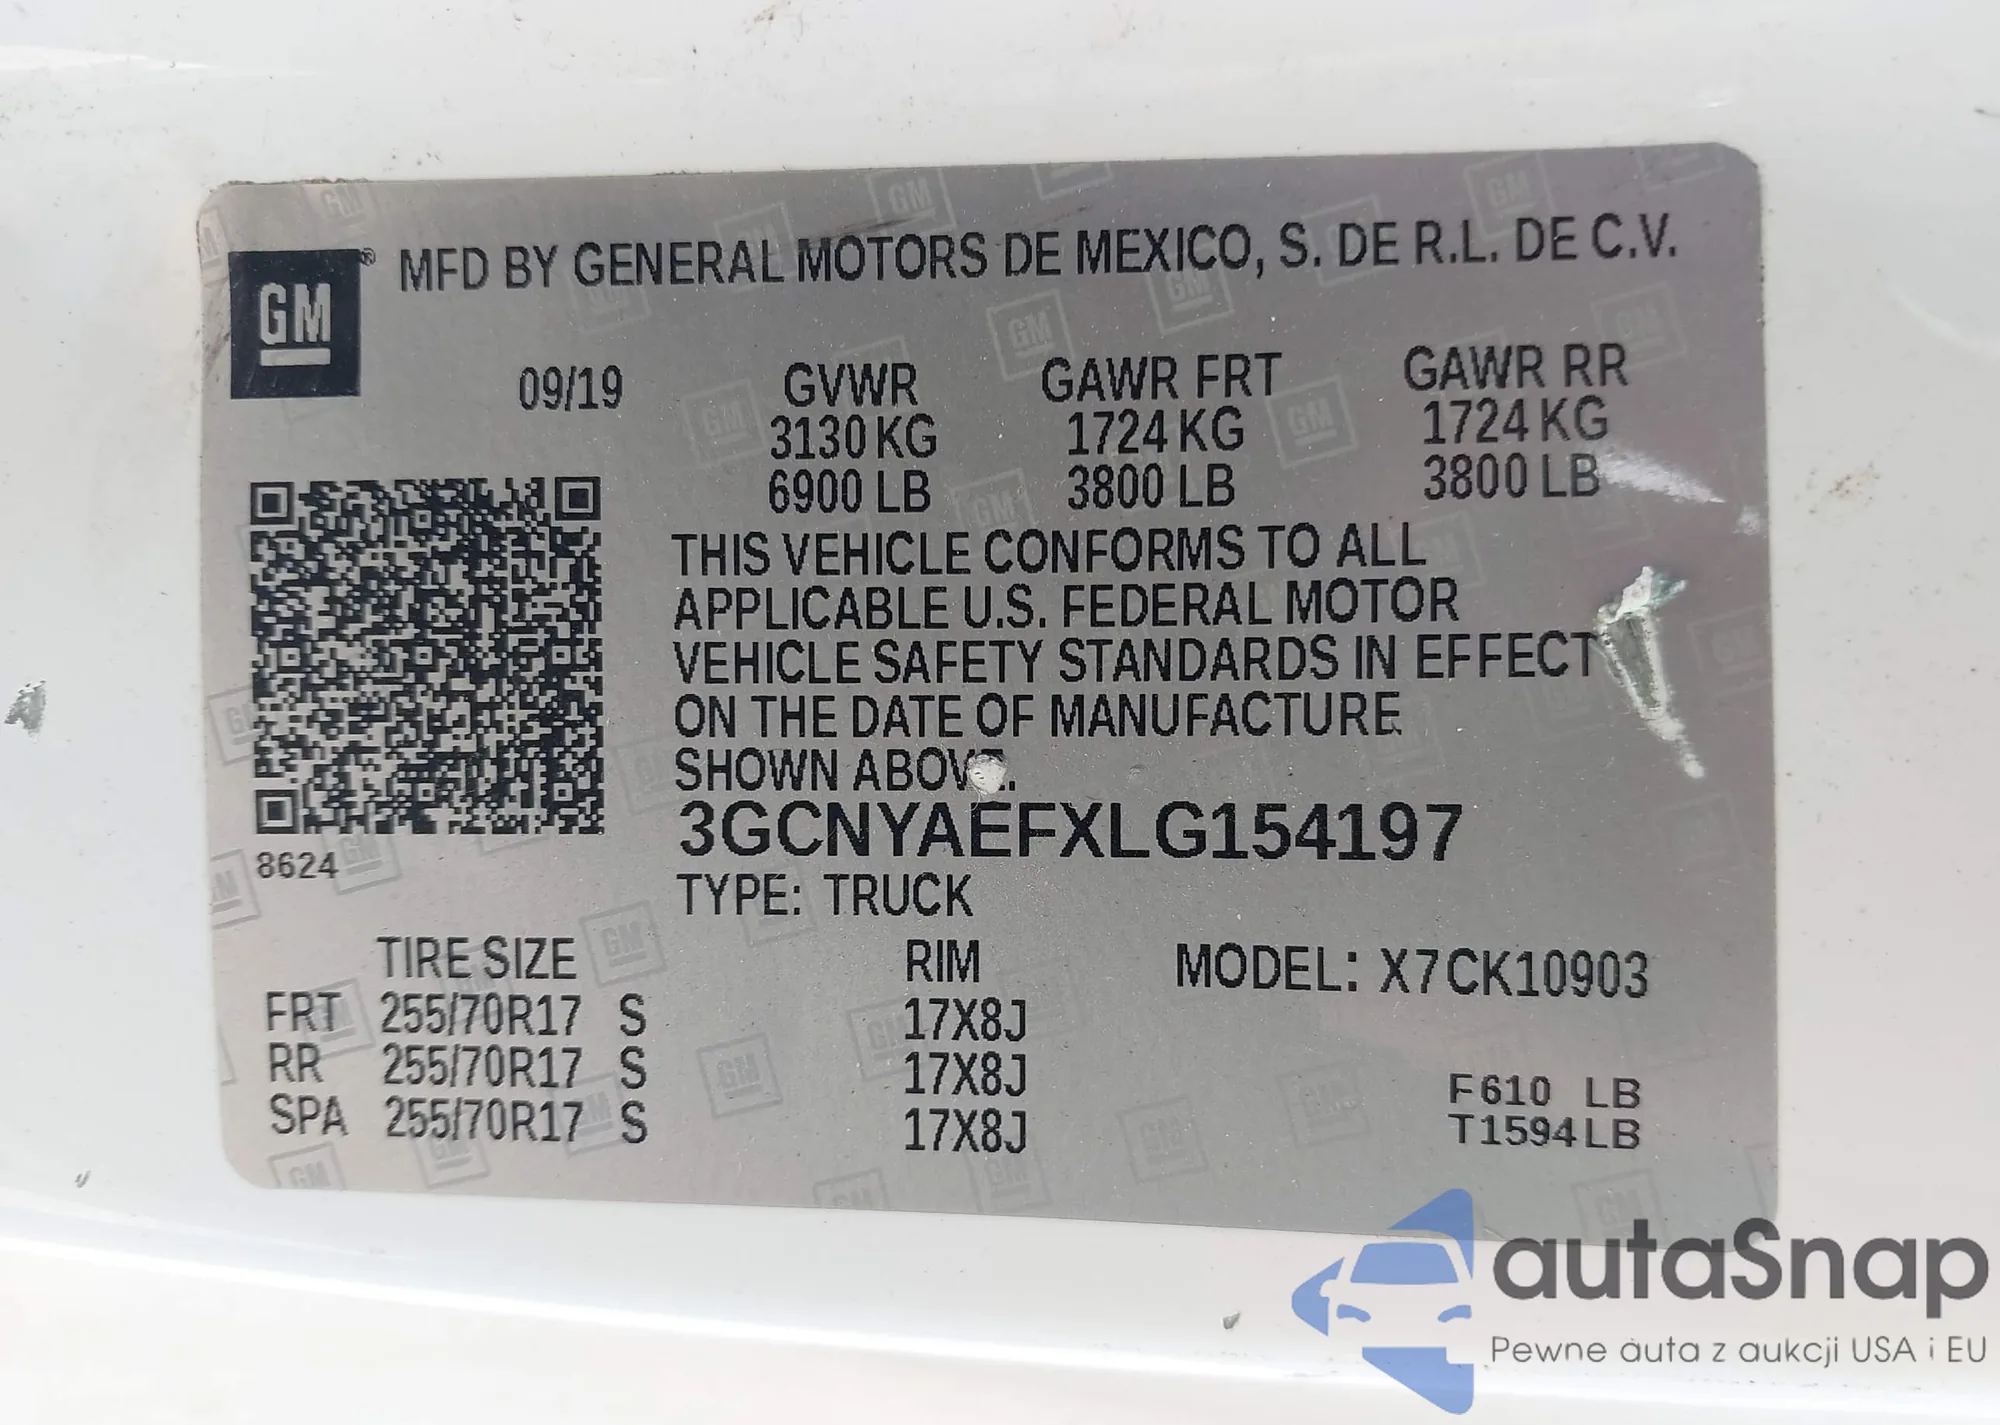 GM® MFD BY GENERAL MOTORS DE MEXICO, S. DE R.L. DE C.V.
09/19 GVWR GAWR FRT GAWR RR
3130 KG 1724 KG 1724 KG
6900 LB 3800 LB 3800 LB
THIS VEHICLE CONFORMS TO ALL
APPLICABLE U.S. FEDERAL MOTOR
VEHICLE SAFETY STANDARDS IN EFFECT
ON THE DATE OF MANUFACTURE
SHOWN ABOVE.
3GCNYAEFXLG154197
8624
TYPE: TRUCK
TIRE SIZE RIM MODEL: X7CK10903
FRT 255/70R17 S 17X8J
RR 255/70R17 S 17X8J
SPA 255/70R17 S 17X8J
F610 LB
T1594LB
autaSnap
Pewne auta z aukcji USA i EU